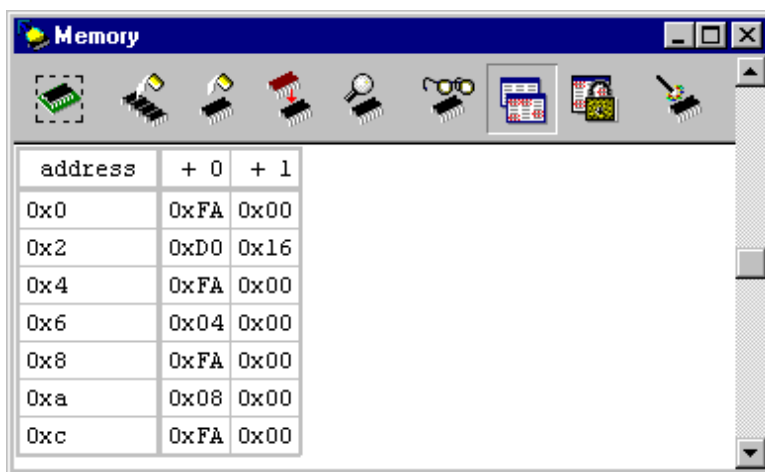 Memory
address + 0 + 1
0x0 0xFA 0x00
0x2 0xD0 0x16
0x4 0xFA 0x00
0x6 0x04 0x00
0x8 0xFA 0x00
0xa 0x08 0x00
0xc 0xFA 0x00